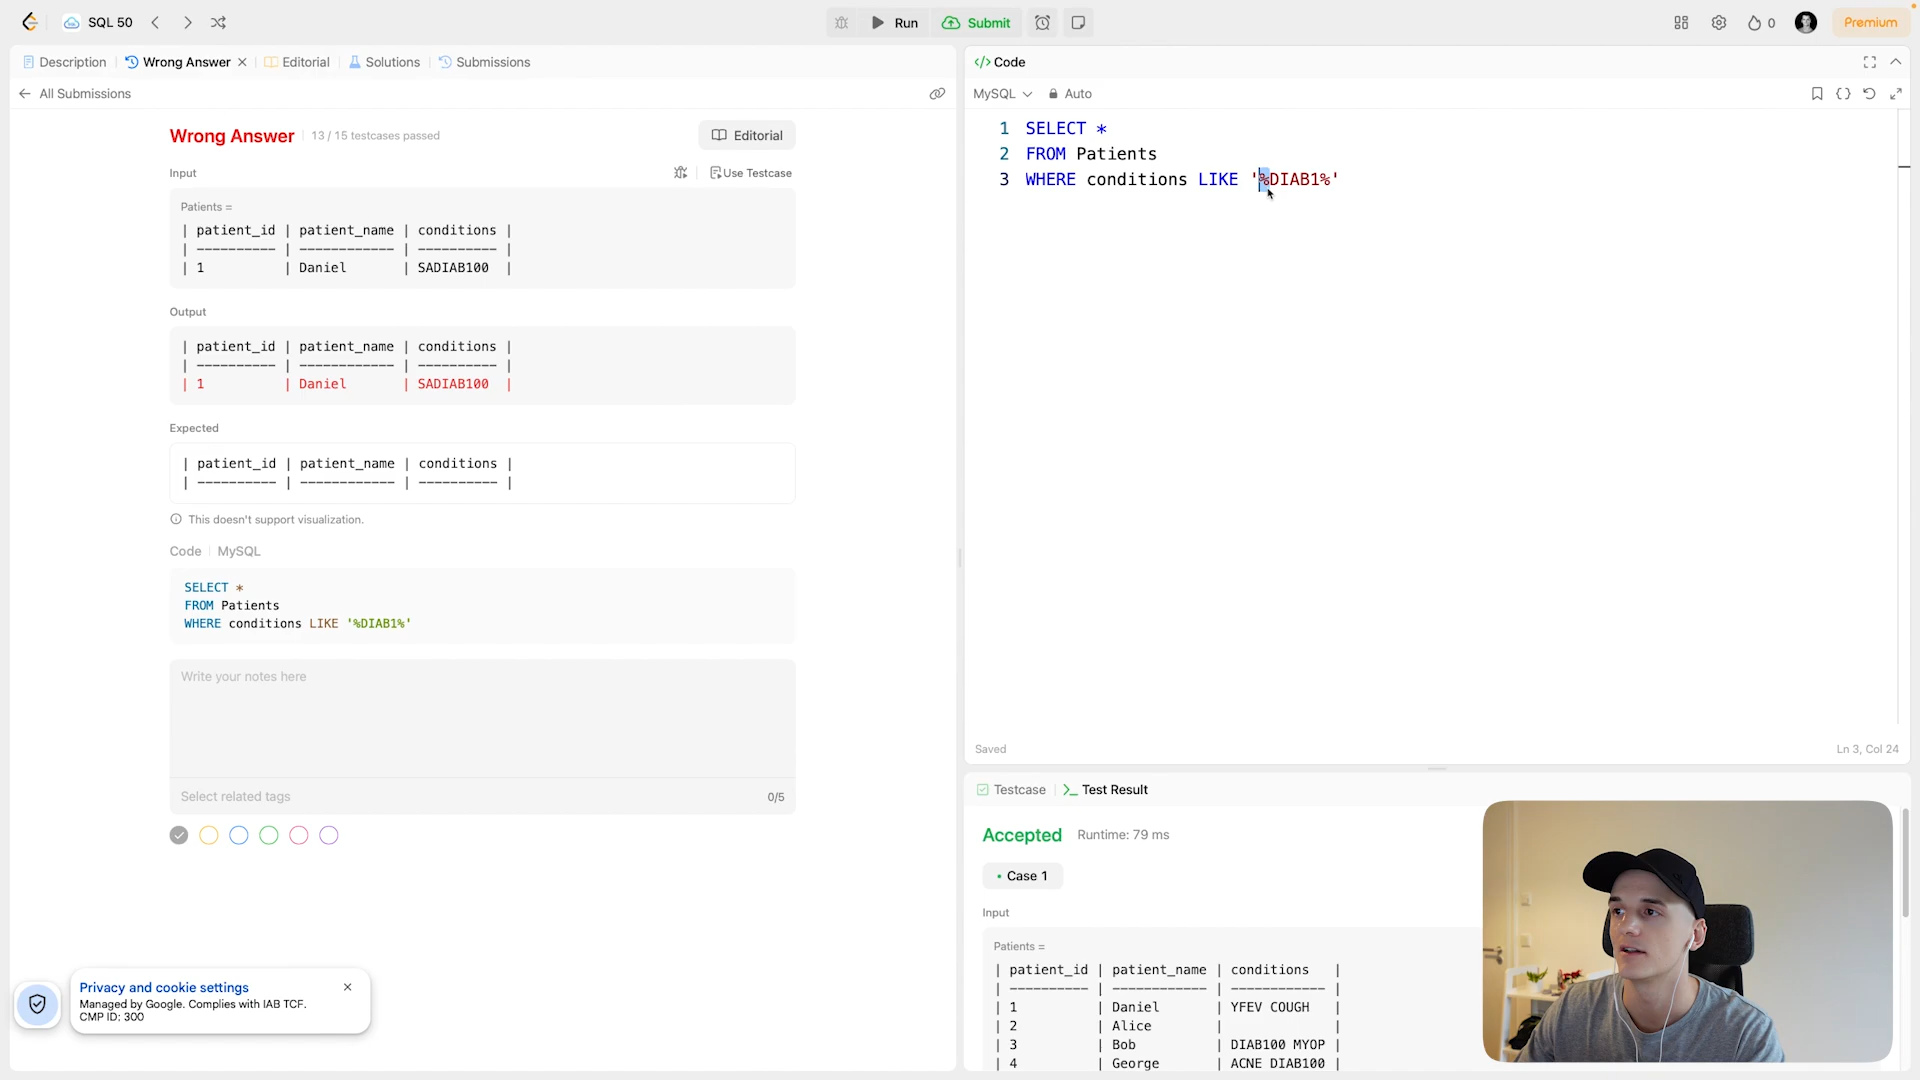 SQL 50
Run
Submit
0
Premium
Description
Wrong Answer
Editorial
Solutions
Submissions
All Submissions
Wrong Answer
13 / 15 testcases passed
Editorial
Input
Use Testcase
Patients =
| patient_id | patient_name | conditions |
| ---------- | ------------ | ---------- |
| 1 | Daniel | SADIAB100 |
Output
| patient_id | patient_name | conditions |
| ---------- | ------------ | ---------- |
| 1 | Daniel | SADIAB100 |
Expected
| patient_id | patient_name | conditions |
| ---------- | ------------ | ---------- |
This doesn't support visualization.
Code | MySQL
SELECT *
FROM Patients
WHERE conditions LIKE '%DIAB1%'
Write your notes here
Select related tags
0/5
Privacy and cookie settings
Managed by Google. Complies with IAB TCF.
CMP ID: 300
</> Code
MySQL
Auto
1 SELECT *
2 FROM Patients
3 WHERE conditions LIKE '%DIAB1%'
Saved
Ln 3, Col 24
Testcase
Test Result
Accepted
Runtime: 79 ms
• Case 1
Input
Patients =
| patient_id | patient_name | conditions |
| ---------- | ------------ | ------------ |
| 1 | Daniel | YFEV COUGH |
| 2 | Alice | |
| 3 | Bob | DIAB100 MYOP |
| 4 | George | ACNE DIAB100 |